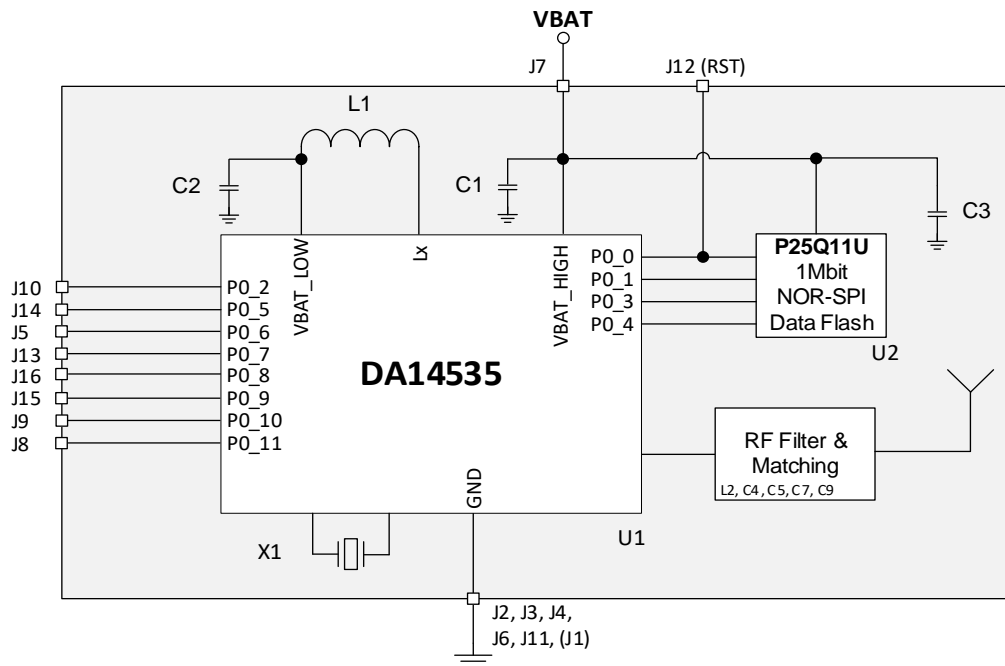 VBAT
J7
J12 (RST)
L1
C2
C1
C3
VBAT_LOW
Lx
VBAT_HIGH
P0_0
P0_1
P0_3
P0_4
P25Q11U
1Mbit
NOR-SPI
Data Flash
U2
J10
J14
J5
J13
J16
J15
J9
J8
P0_2
P0_5
P0_6
P0_7
P0_8
P0_9
P0_10
P0_11
DA14535
RF Filter &
Matching
L2, C4, C5, C7, C9
GND
X1
U1
J2, J3, J4,
J6, J11, (J1)